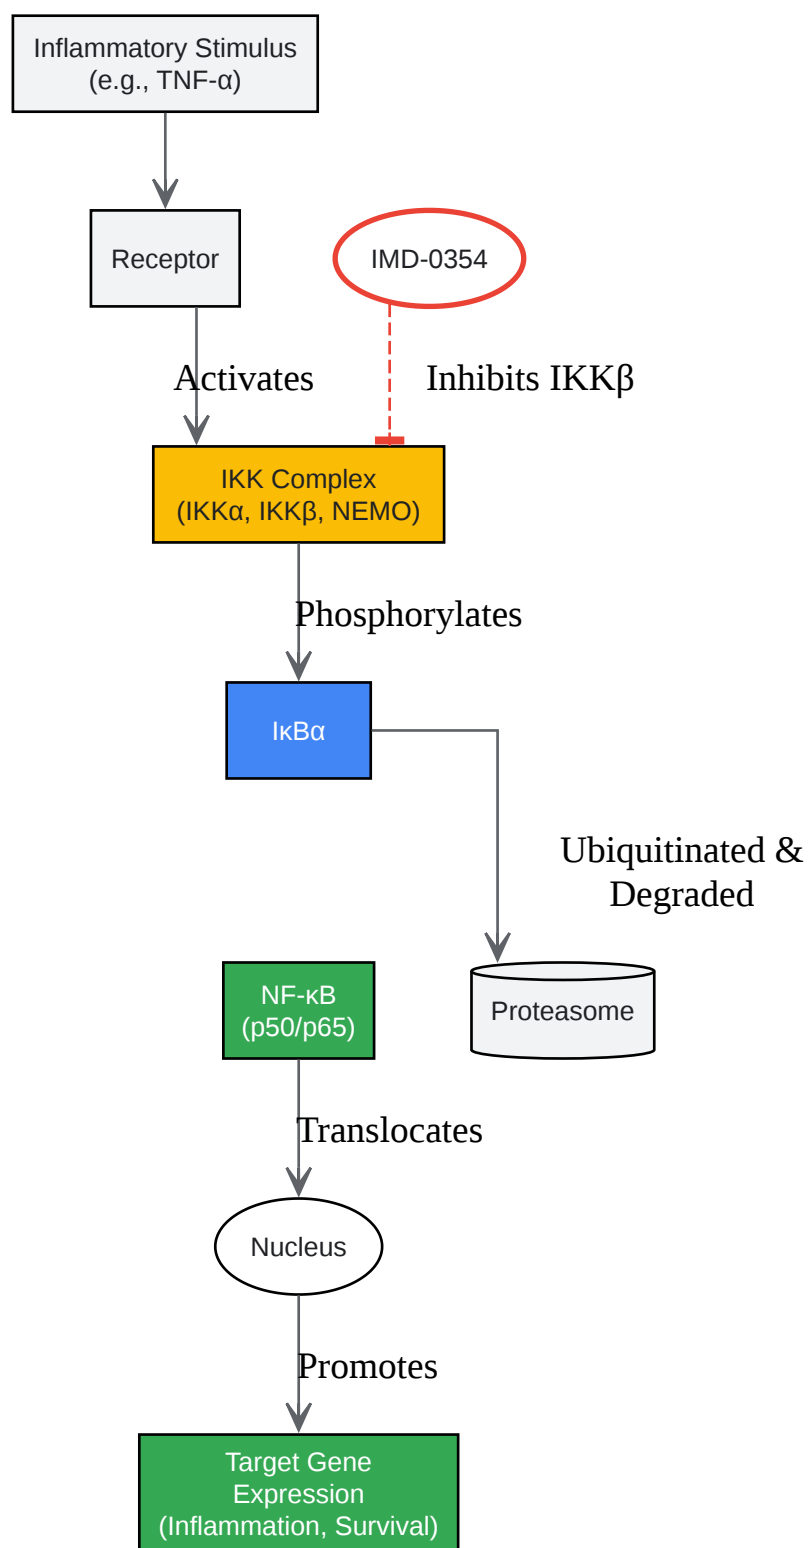 Inflammatory Stimulus
(e.g., TNF-α)
Receptor
IMD-0354
Activates
Inhibits IKKβ
IKK Complex
(IKKα, IKKβ, NEMO)
Phosphorylates
IκBα
Ubiquitinated &
Degraded
NF-κB
(p50/p65)
Proteasome
Translocates
Nucleus
Promotes
Target Gene
Expression
(Inflammation, Survival)